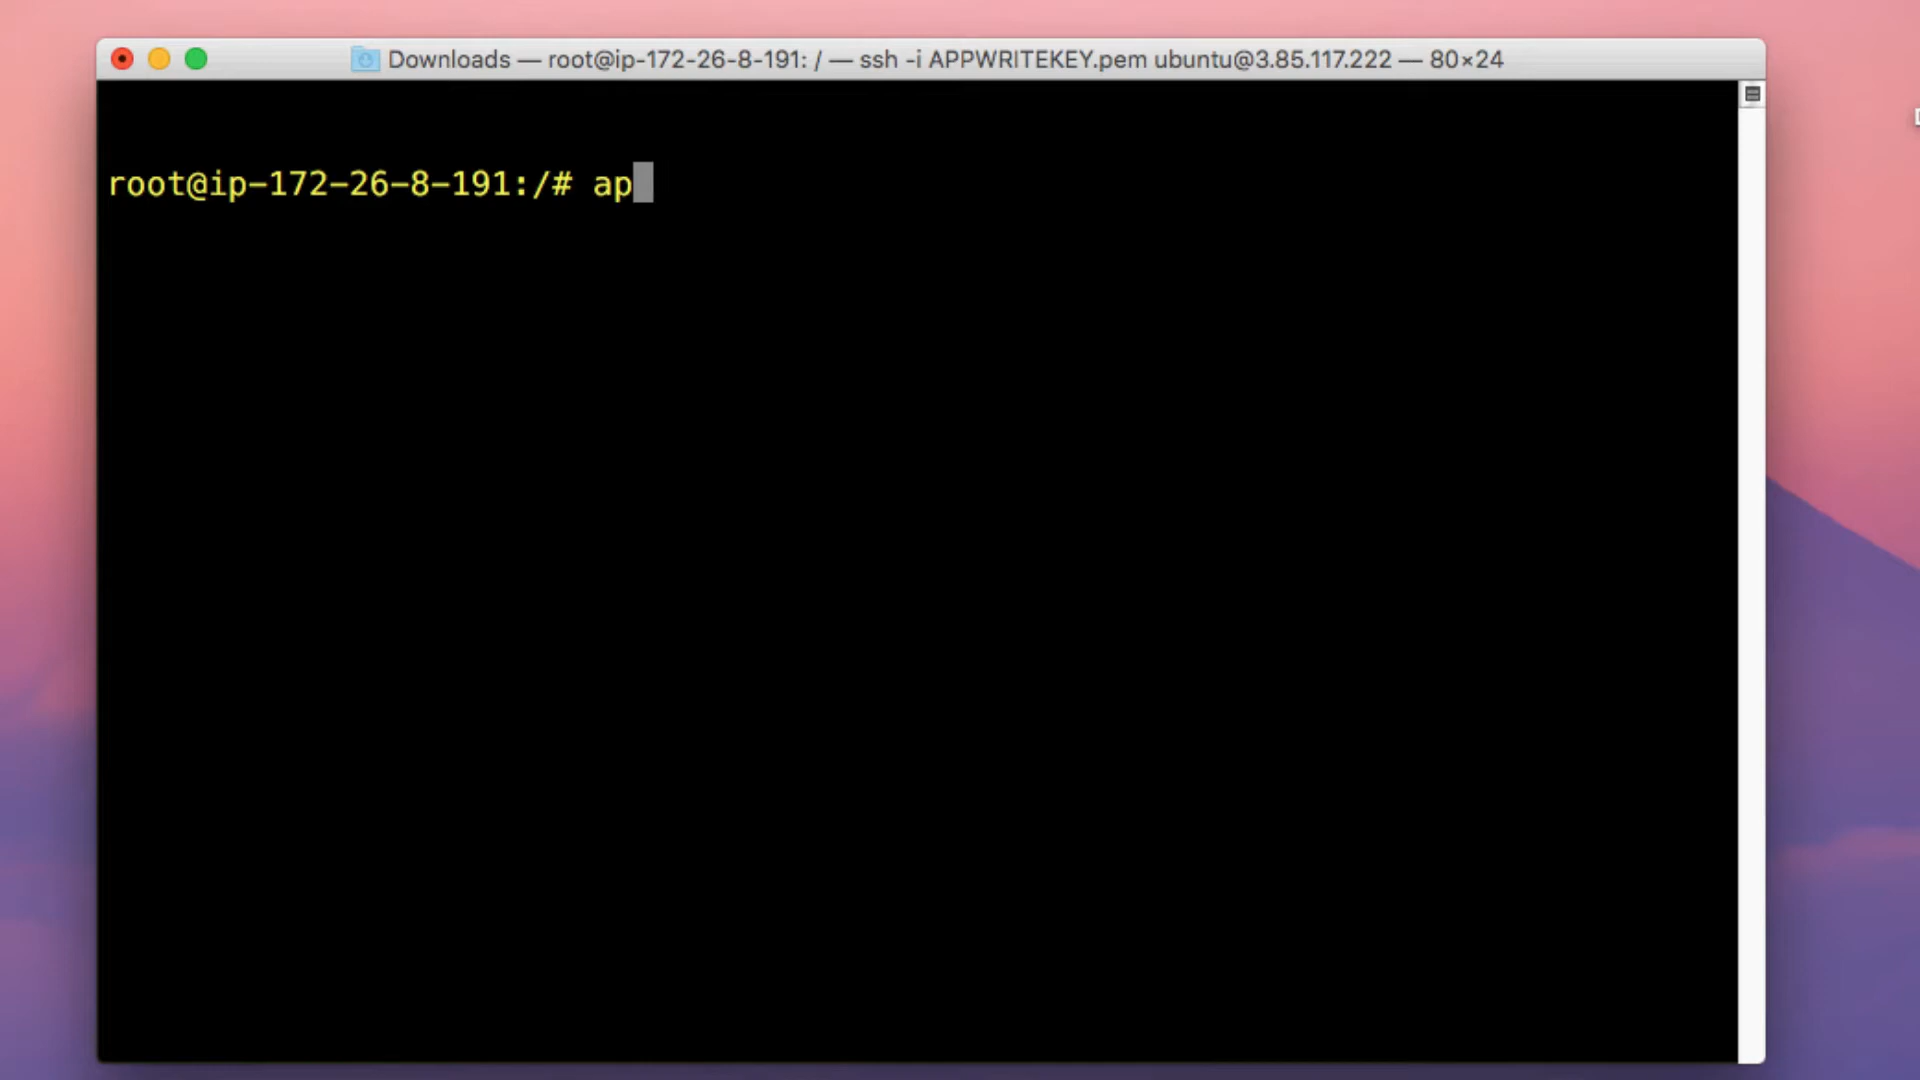 Downloads — root@ip-172-26-8-191: / — ssh -i APPWRITEKEY.pem ubuntu@3.85.117.222 — 80×24
root@ip-172-26-8-191:/# ap